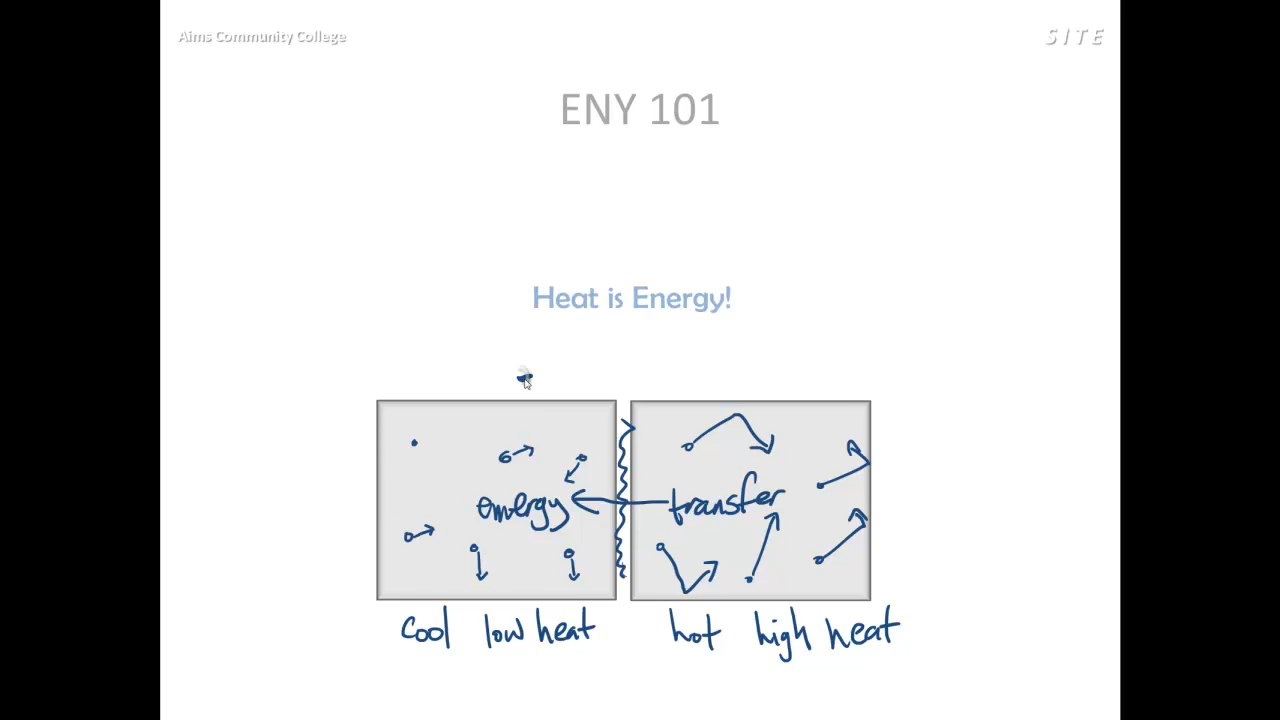 Aims Community College
SITE
ENY 101
Heat is Energy!
energy transfer
cool low heat
hot high heat